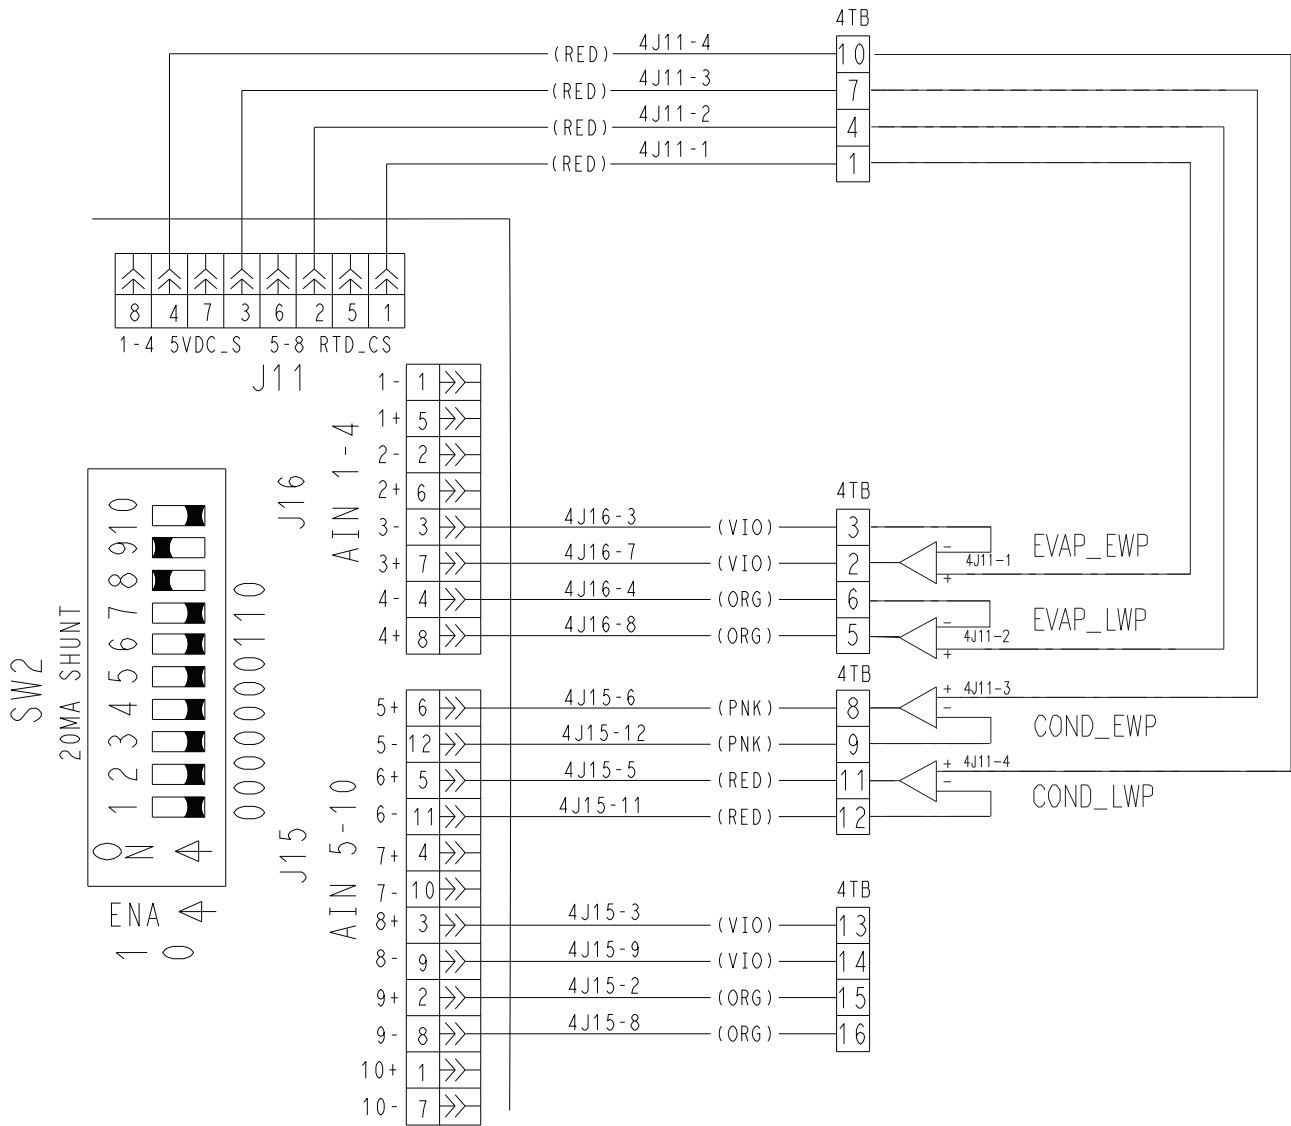 4TB
(RED) 4J11-4 10
(RED) 4J11-3 7
(RED) 4J11-2 4
(RED) 4J11-1 1
8 4 7 3 6 2 5 1
1-4 5VDC_S 5-8 RTD_CS
J11
J16
AIN 1-4
1- 1
1+ 5
2- 2
2+ 6
4TB
3- 3 4J16-3 (VIO) 3
3+ 7 4J16-7 (VIO) 2
- + 4J11-1 EVAP_EWP
4- 4 4J16-4 (ORG) 6
4+ 8 4J16-8 (ORG) 5
- + 4J11-2 EVAP_LWP
SW2
20MA SHUNT
1 2 3 4 5 6 7 8 9 10
ON
0000000110
ENA
1 0
J15
AIN 5-10
4TB
5+ 6 4J15-6 (PNK) 8
+ - 4J11-3 COND_EWP
5- 12 4J15-12 (PNK) 9
6+ 5 4J15-5 (RED) 11
+ - 4J11-4 COND_LWP
6- 11 4J15-11 (RED) 12
7+ 4
7- 10
4TB
8+ 3 4J15-3 (VIO) 13
8- 9 4J15-9 (VIO) 14
9+ 2 4J15-2 (ORG) 15
9- 8 4J15-8 (ORG) 16
10+ 1
10- 7